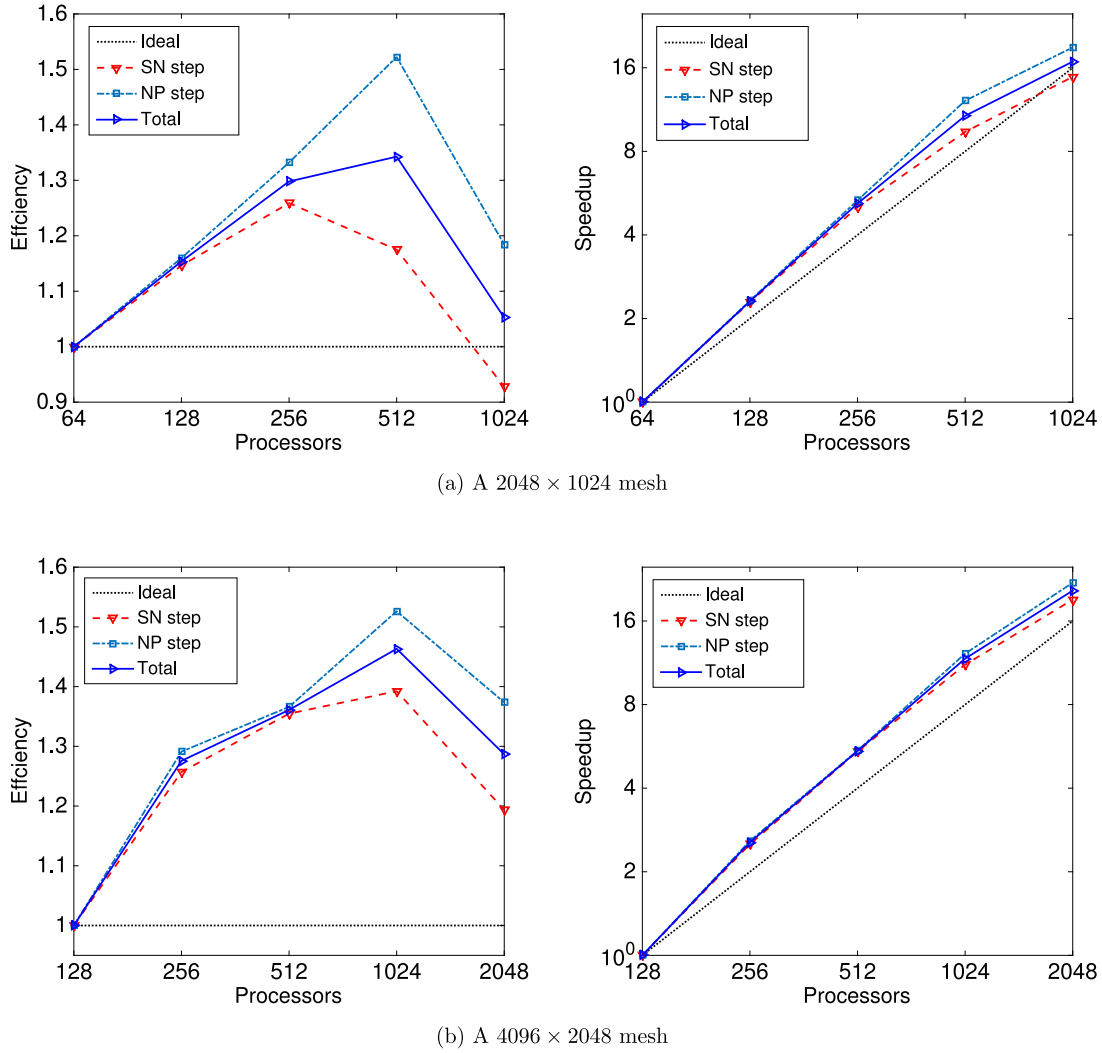 1.6
1.5
1.4
1.3
1.2
1.1
1
0.9
Effciency
Ideal
SN step
NP step
Total
64 128 256 512 1024
Processors
16
8
4
2
10^0
Speedup
Ideal
SN step
NP step
Total
64 128 256 512 1024
Processors
(a) A 2048 × 1024 mesh
1.6
1.5
1.4
1.3
1.2
1.1
1
Effciency
Ideal
SN step
NP step
Total
128 256 512 1024 2048
Processors
16
8
4
2
10^0
Speedup
Ideal
SN step
NP step
Total
128 256 512 1024 2048
Processors
(b) A 4096 × 2048 mesh